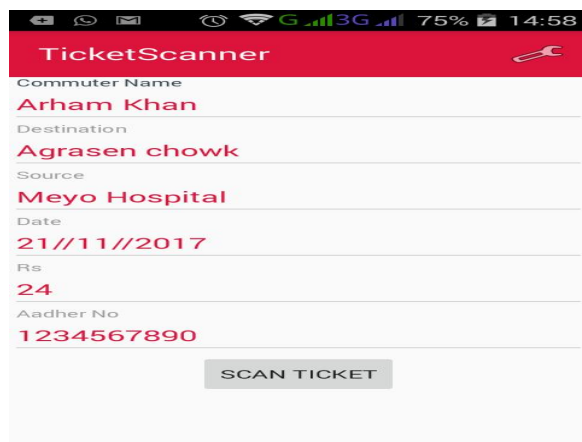 G 3G 75% 14:58
TicketScanner
Commuter Name
Arham Khan
Destination
Agrasen chowk
Source
Meyo Hospital
Date
21//11//2017
Rs
24
Aadher No
1234567890
SCAN TICKET